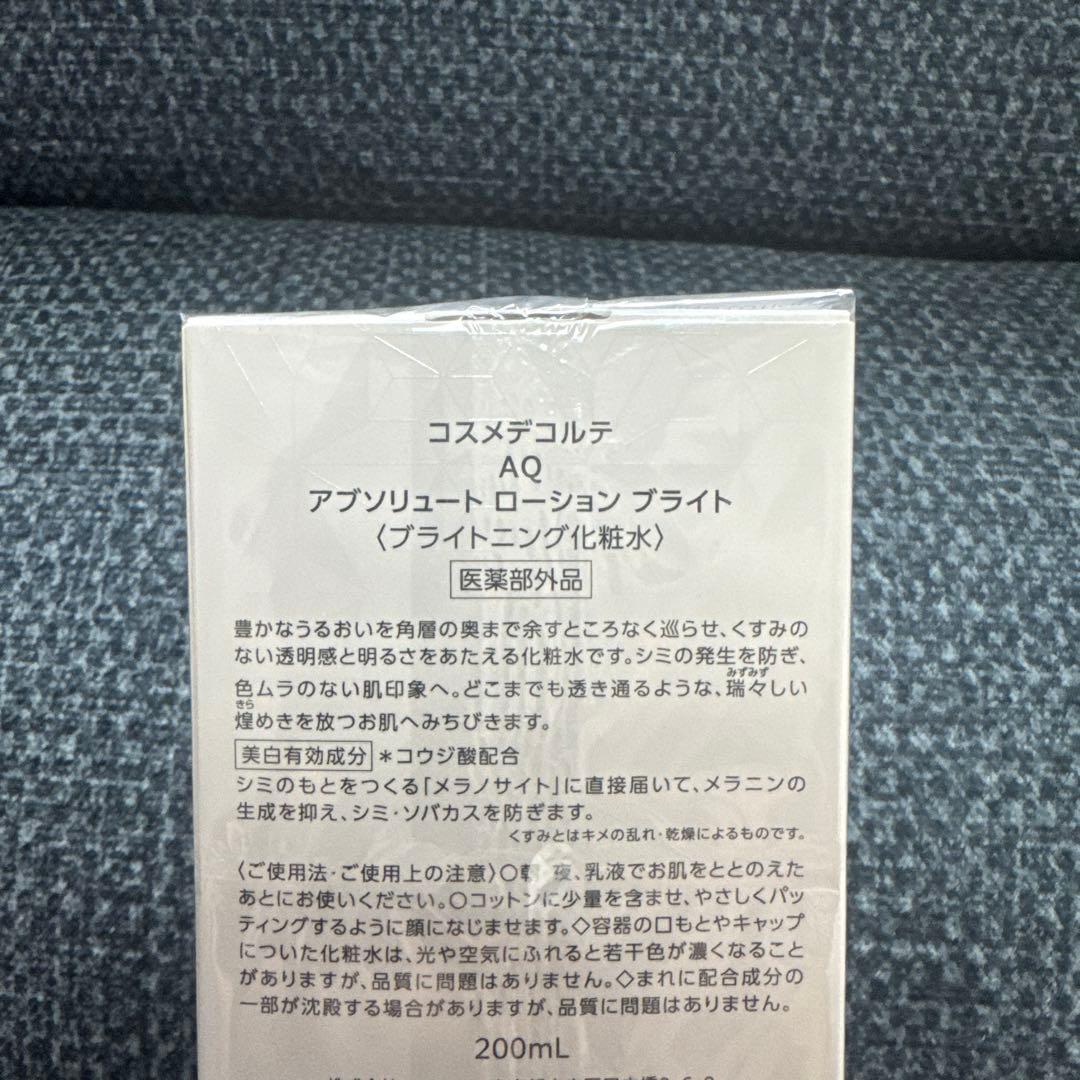 コスメデコルテ
AQ
アブソリュート ローション ブライト
〈ブライトニング化粧水〉
医薬部外品
豊かなうるおいを角層の奥まで余すところなく巡らせ、くすみの
ない透明感と明るさをあたえる化粧水です。シミの発生を防ぎ、
みずみず
色ムラのない肌印象へ。どこまでも透き通るような、瑞々しい
きら
煌めきを放つお肌へみちびきます。
美白有効成分 *コウジ酸配合
シミのもとをつくる「メラノサイト」に直接届いて、メラニンの
生成を抑え、シミ・ソバカスを防ぎます。
くすみとはキメの乱れ・乾燥によるものです。
〈ご使用法・ご使用上の注意〉○朝、夜、乳液でお肌をととのえた
あとにお使いください。○コットンに少量を含ませ、やさしくパッ
ティングするように顔になじませます。◇容器の口もとやキャップ
についた化粧水は、光や空気にふれると若干色が濃くなること
がありますが、品質に問題はありません。◇まれに配合成分の
一部が沈殿する場合がありますが、品質に問題はありません。
200mL